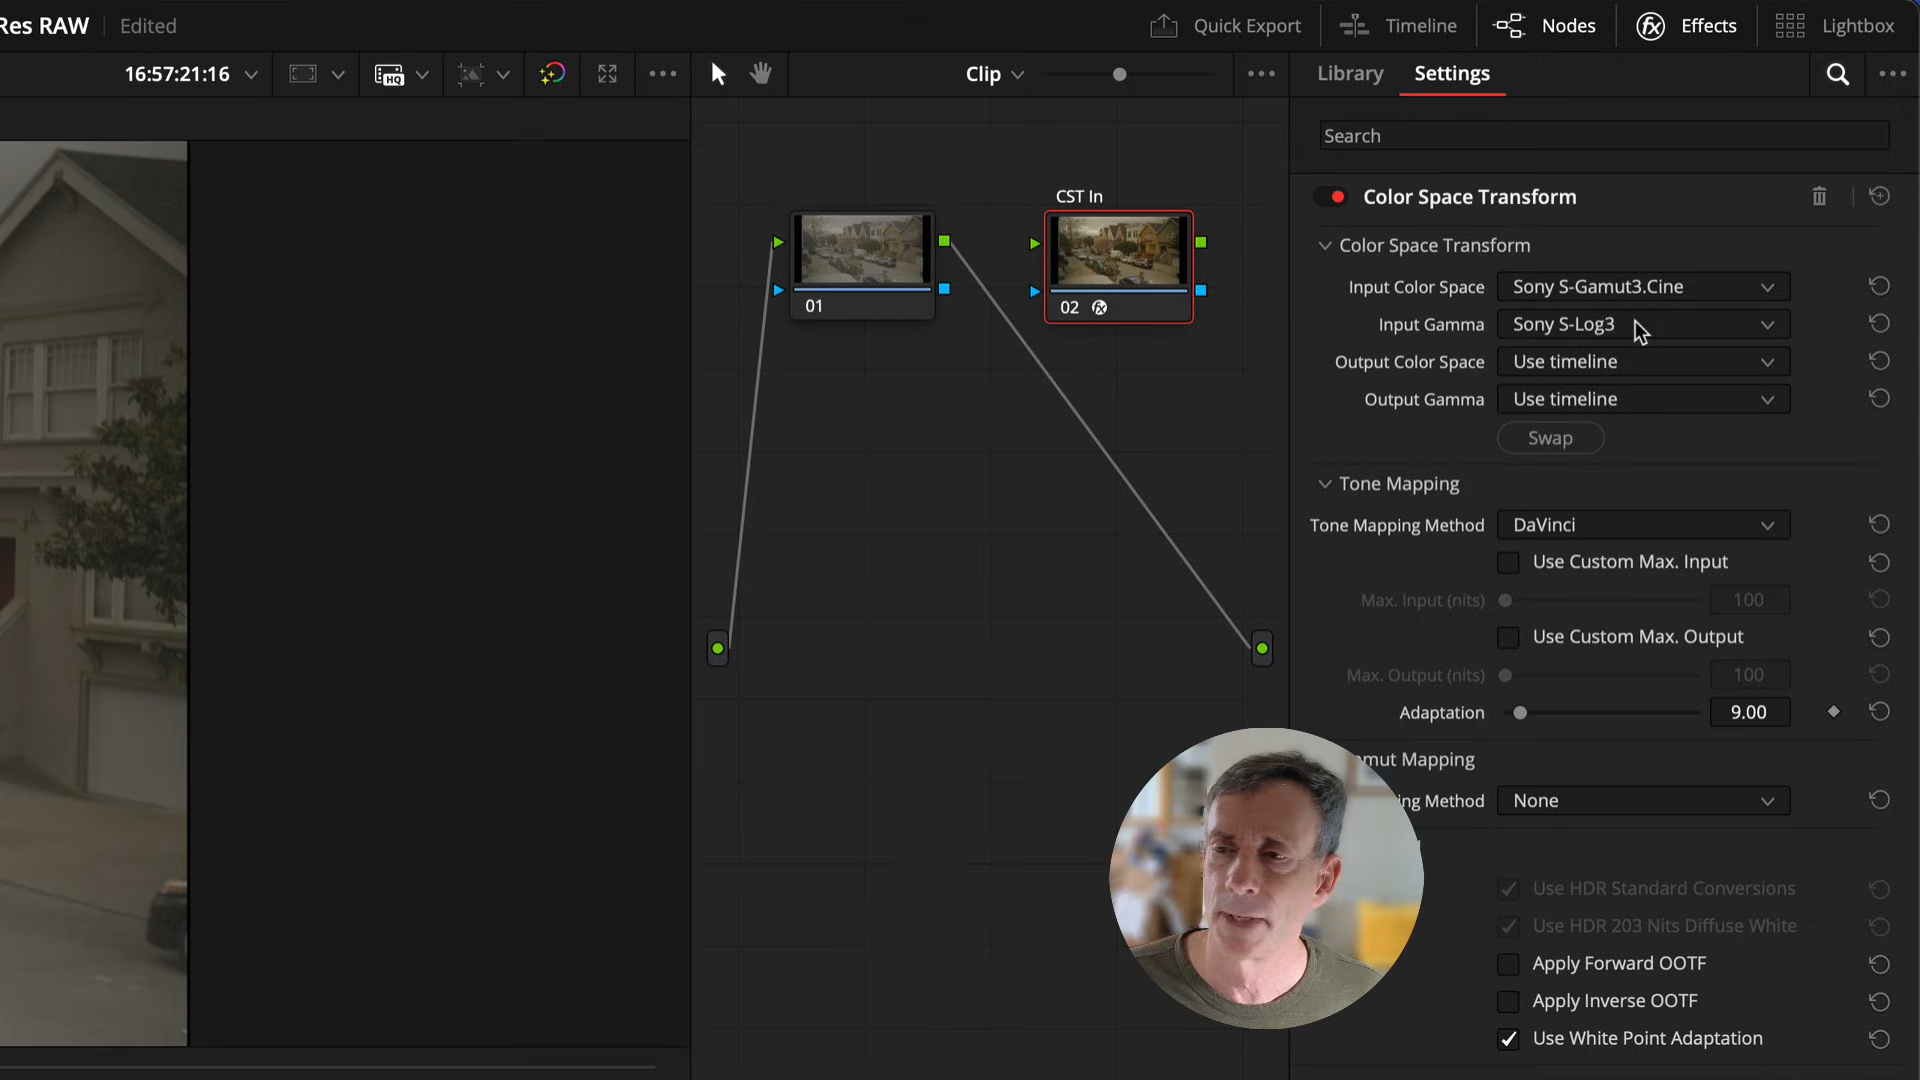 Res RAW Edited Quick Export Timeline Nodes Effects Lightbox
16:57:21:16 HQ Clip Library Settings
Search
Color Space Transform
Color Space Transform
Input Color Space Sony S-Gamut3.Cine
Input Gamma Sony S-Log3
Output Color Space Use timeline
Output Gamma Use timeline
Swap
Tone Mapping
Tone Mapping Method DaVinci
Use Custom Max. Input
Max. Input (nits) 100
Use Custom Max. Output
Max. Output (nits) 100
Adaptation 9.00
mut Mapping
ing Method None
Use HDR Standard Conversions
Use HDR 203 Nits Diffuse White
Apply Forward OOTF
Apply Inverse OOTF
Use White Point Adaptation
CST In
01
02 fx